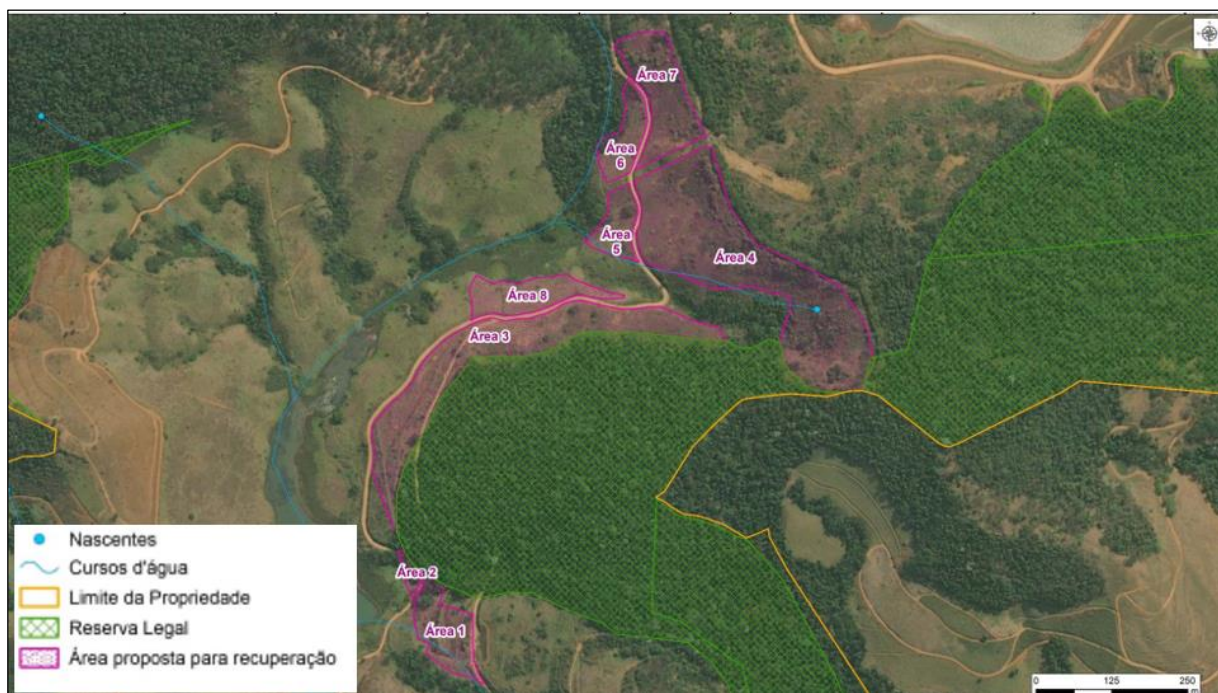 Área 7
Área
6
Área
5
Área 4
Área 8
Área 3
Área 2
Área 1
Nascentes
Cursos d'água
Limite da Propriedade
Reserva Legal
Área proposta para recuperação
0 125 250
m